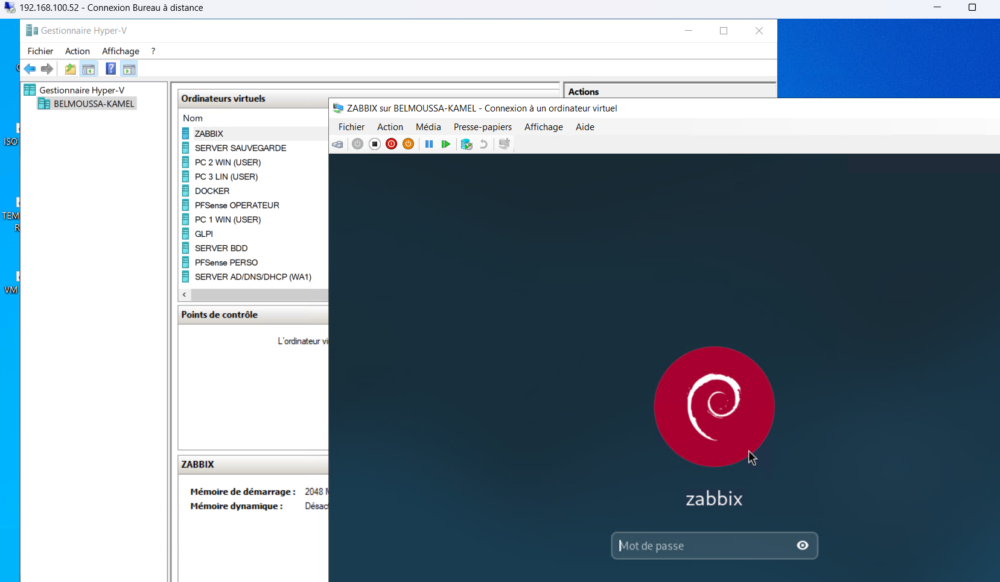 192.168.100.52 - Connexion Bureau à distance
Gestionnaire Hyper-V
Fichier Action Affichage ?
Gestionnaire Hyper-V
BELMOUSSA-KAMEL
ISO
TEM
R
VM
Ordinateurs virtuels
Nom
ZABBIX
SERVER SAUVEGARDE
PC 2 WIN (USER)
PC 3 LIN (USER)
DOCKER
PFSense OPERATEUR
PC 1 WIN (USER)
GLPI
SERVER BDD
PFSense PERSO
SERVER AD/DNS/DHCP (WA1)
Points de contrôle
L'ordinateur vi
ZABBIX
Mémoire de démarrage : 2048 M
Mémoire dynamique : Désac
Actions
ZABBIX sur BELMOUSSA-KAMEL - Connexion à un ordinateur virtuel
Fichier Action Média Presse-papiers Affichage Aide
zabbix
Mot de passe